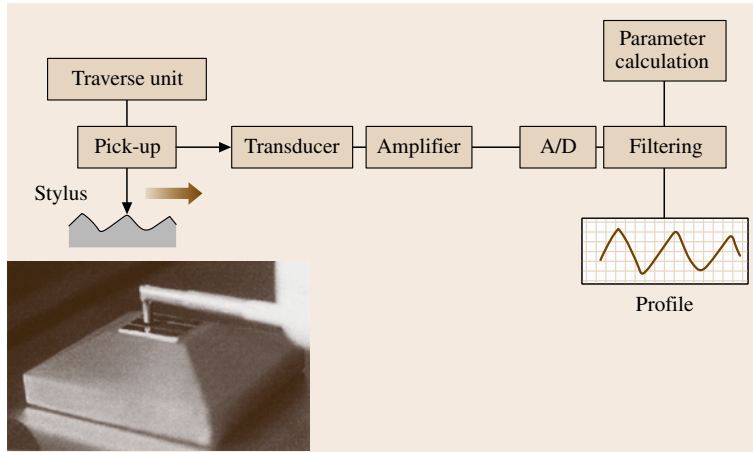 Parameter
calculation
Traverse unit
Pick-up
Transducer
Amplifier
A/D
Filtering
Stylus
Profile